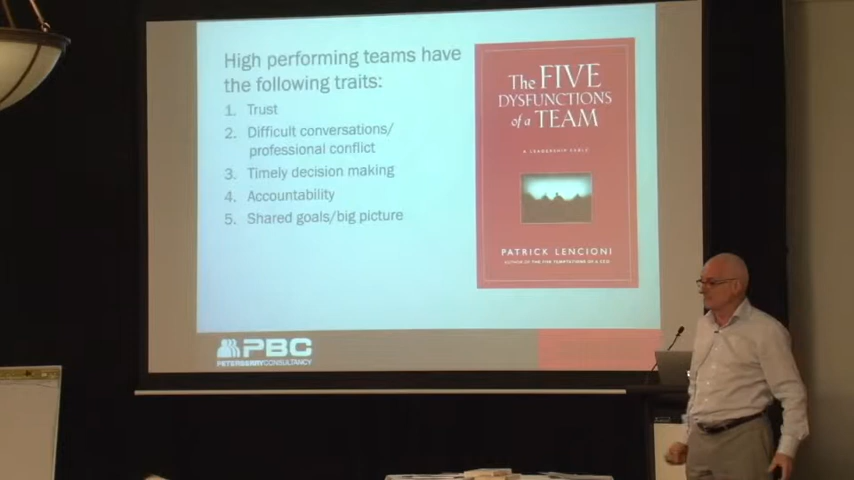 High performing teams have
the following traits:
1. Trust
2. Difficult conversations/
professional conflict
3. Timely decision making
4. Accountability
5. Shared goals/big picture
The FIVE
DYSFUNCTIONS
of a TEAM
A LEADERSHIP FABLE
PATRICK LENCIONI
AUTHOR OF THE FIVE TEMPTATIONS OF A CEO
PBC
PETERBERRYCONSULTANCY